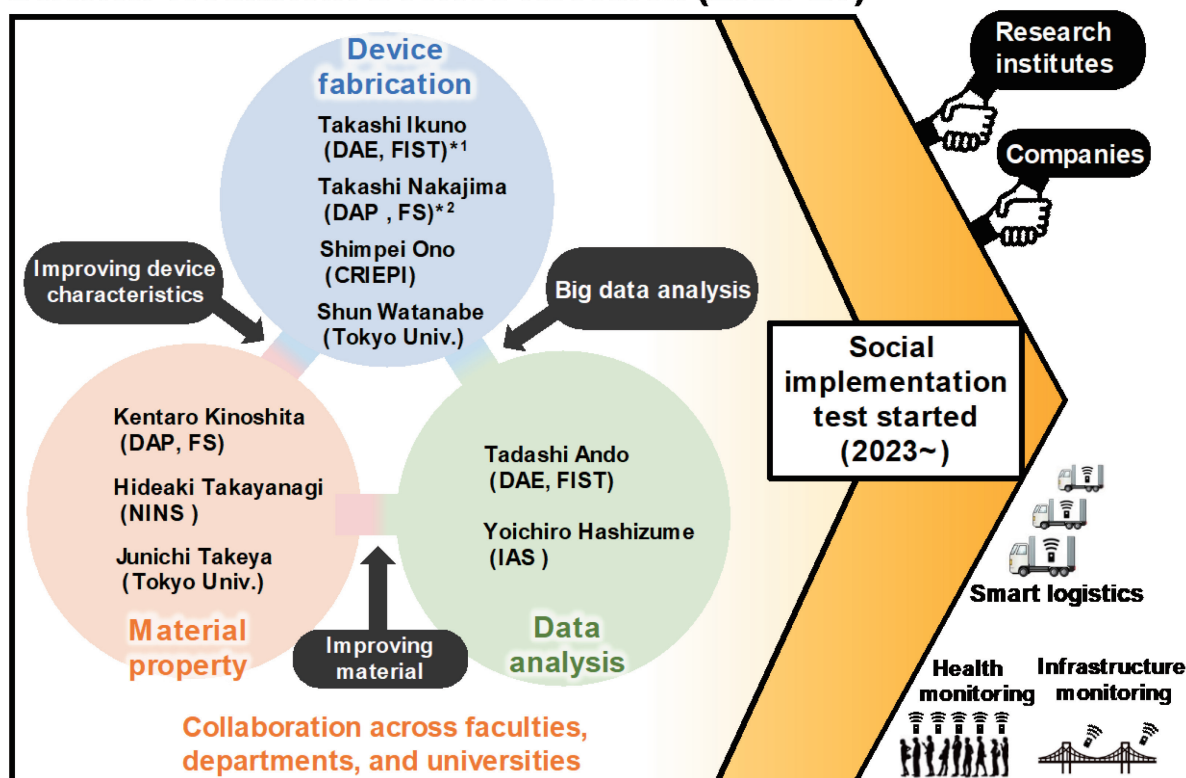 Device
fabrication
Takashi Ikuno
(DAE, FIST)*1
Takashi Nakajima
(DAP , FS)*2
Shimpei Ono
(CRIEPI)
Shun Watanabe
(Tokyo Univ.)
Improving device
characteristics
Big data analysis
Kentaro Kinoshita
(DAP, FS)
Hideaki Takayanagi
(NINS )
Junichi Takeya
(Tokyo Univ.)
Material
property
Tadashi Ando
(DAE, FIST)
Yoichiro Hashizume
(IAS )
Data
analysis
Improving
material
Collaboration across faculties,
departments, and universities
Social
implementation
test started
(2023~)
Research
institutes
Companies
Smart logistics
Health
monitoring
Infrastructure
monitoring